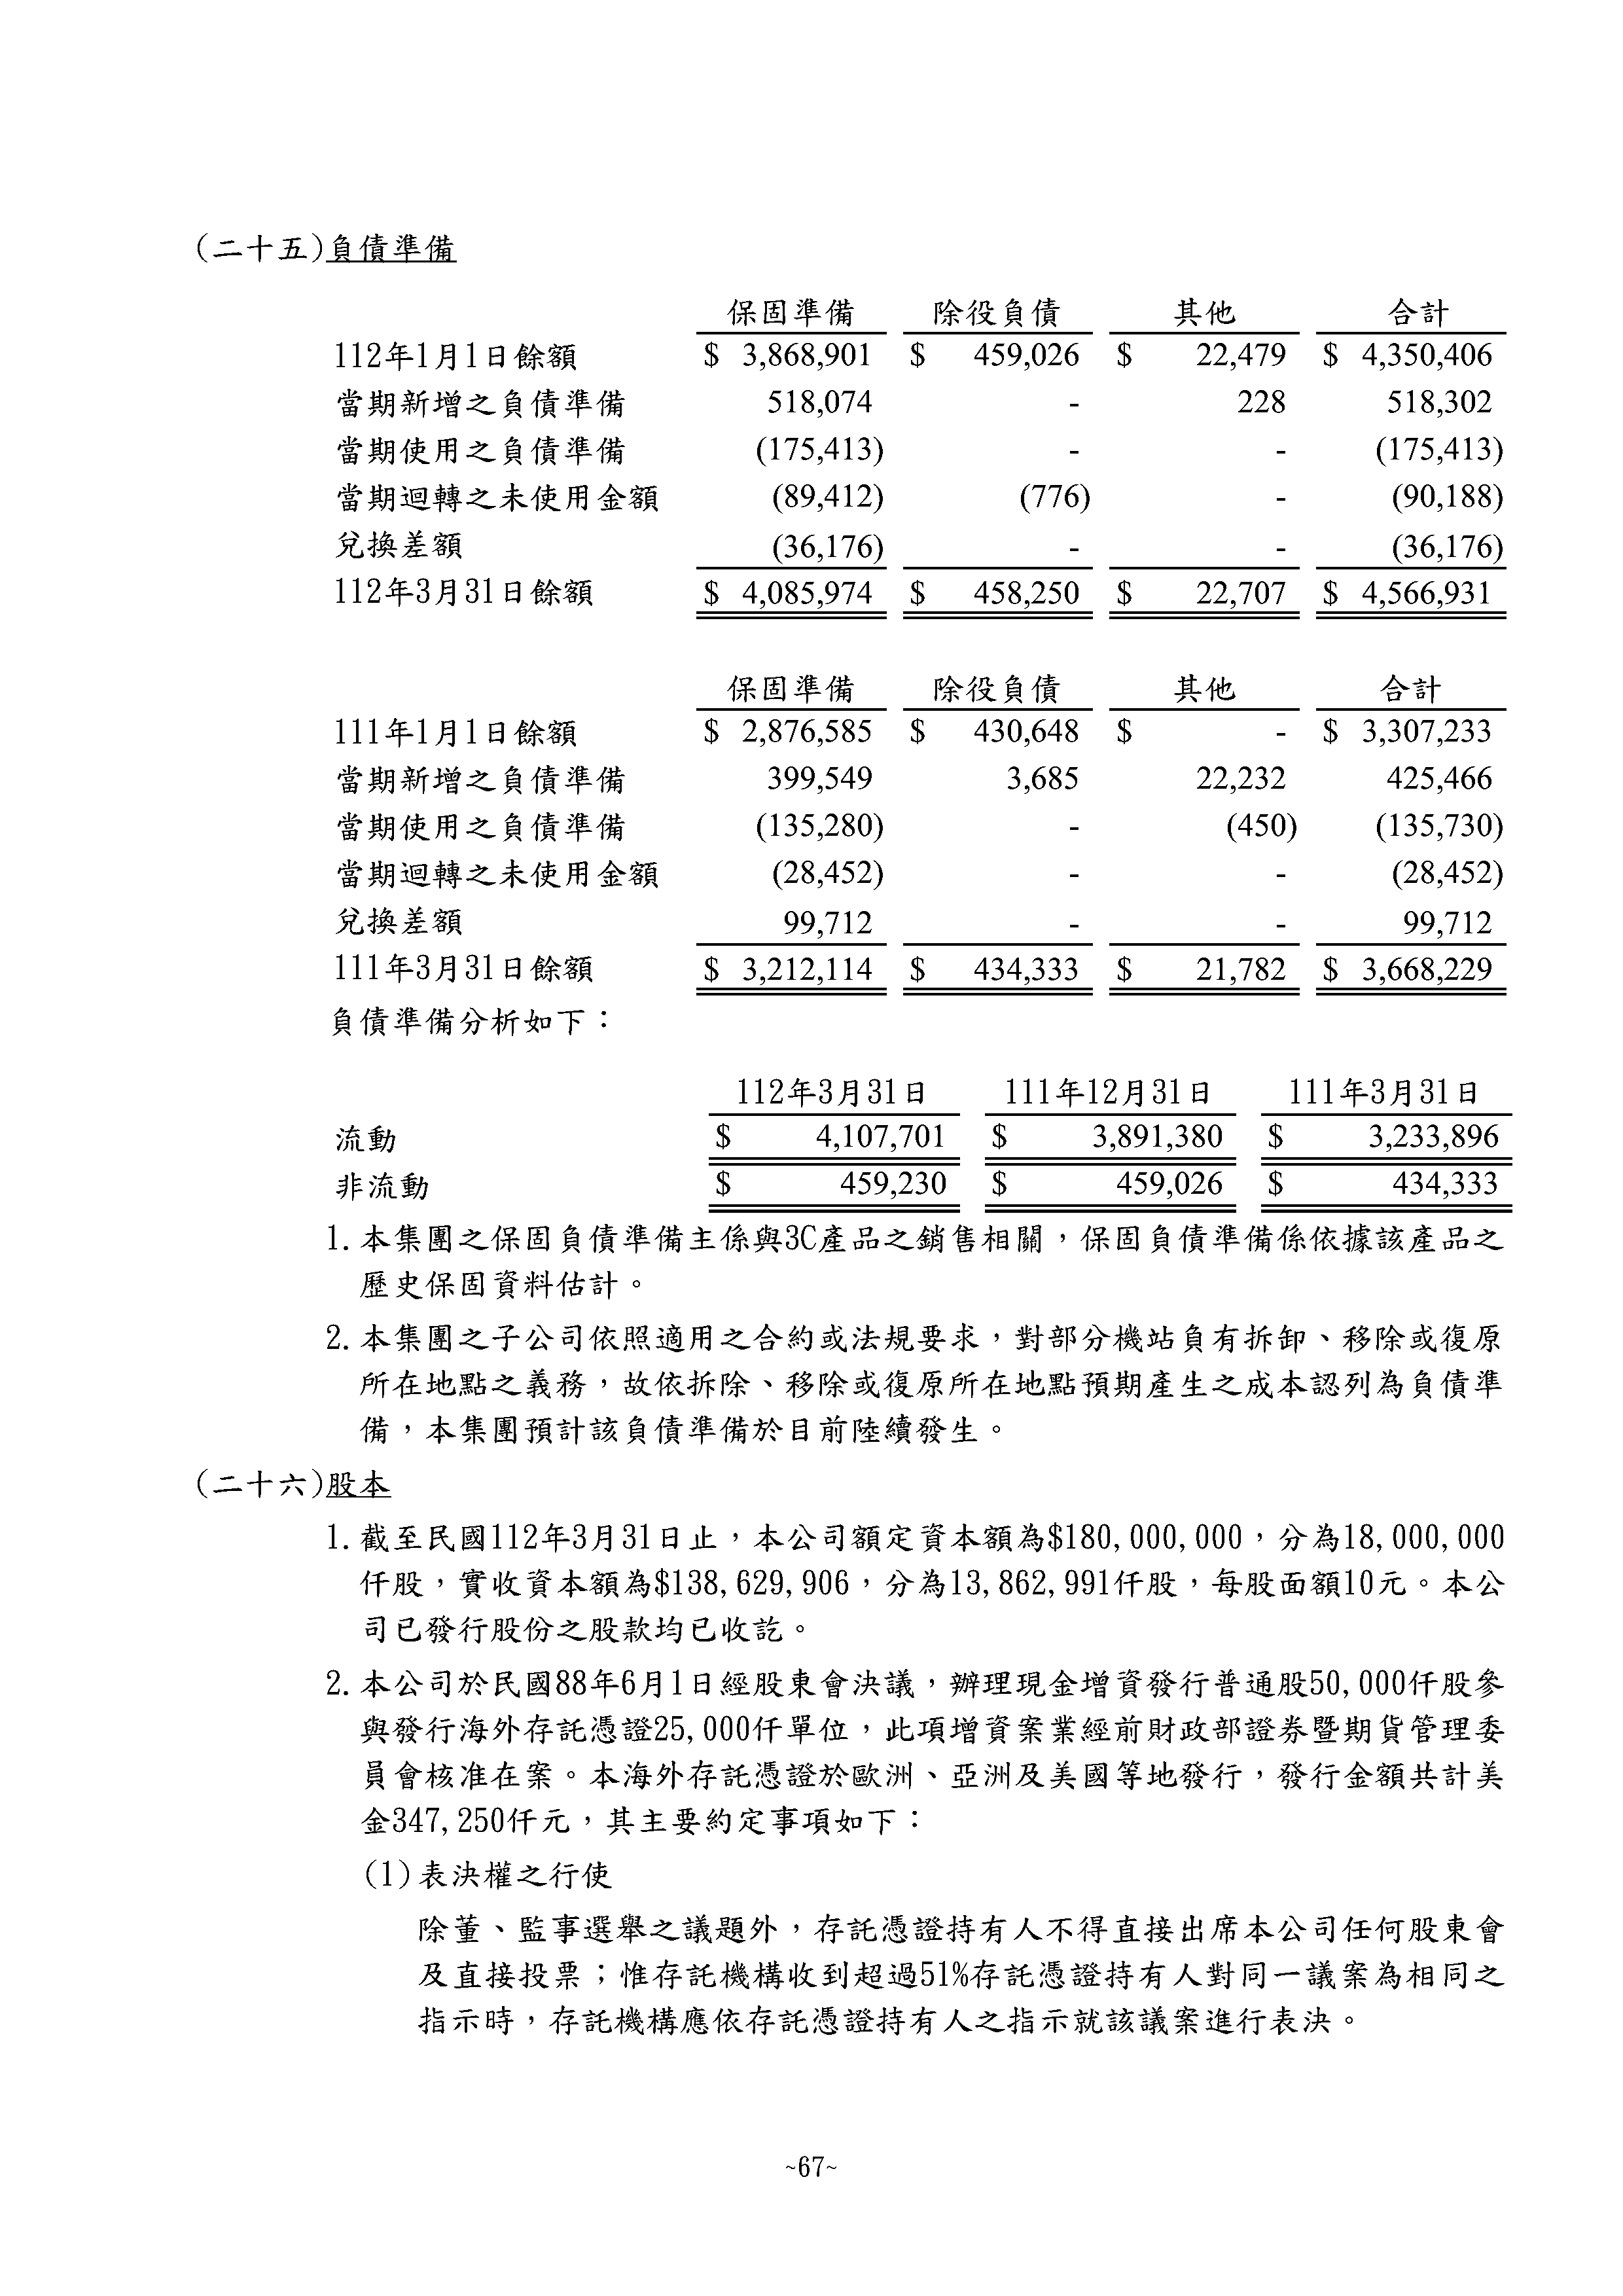 (二十五)負債準備
保固準備 除役負債 其他 合計
112年1月1日餘額 $ 3,868,901 $ 459,026 $ 22,479 $ 4,350,406
當期新增之負債準備 518,074 - 228 518,302
當期使用之負債準備 (175,413) - - (175,413)
當期迴轉之未使用金額 (89,412) (776) - (90,188)
兌換差額 (36,176) - - (36,176)
112年3月31日餘額 $ 4,085,974 $ 458,250 $ 22,707 $ 4,566,931
保固準備 除役負債 其他 合計
111年1月1日餘額 $ 2,876,585 $ 430,648 $ - $ 3,307,233
當期新增之負債準備 399,549 3,685 22,232 425,466
當期使用之負債準備 (135,280) - (450) (135,730)
當期迴轉之未使用金額 (28,452) - - (28,452)
兌換差額 99,712 - - 99,712
111年3月31日餘額 $ 3,212,114 $ 434,333 $ 21,782 $ 3,668,229
負債準備分析如下：
112年3月31日 111年12月31日 111年3月31日
流動 $ 4,107,701 $ 3,891,380 $ 3,233,896
非流動 $ 459,230 $ 459,026 $ 434,333
1.本集團之保固負債準備主係與3C產品之銷售相關，保固負債準備係依據該產品之
歷史保固資料估計。
2.本集團之子公司依照適用之合約或法規要求，對部分機站負有拆卸、移除或復原
所在地點之義務，故依拆除、移除或復原所在地點預期產生之成本認列為負債準
備，本集團預計該負債準備於目前陸續發生。
(二十六)股本
1.截至民國112年3月31日止，本公司額定資本額為$180,000,000，分為18,000,000
仟股，實收資本額為$138,629,906，分為13,862,991仟股，每股面額10元。本公
司已發行股份之股款均已收訖。
2.本公司於民國88年6月1日經股東會決議，辦理現金增資發行普通股50,000仟股參
與發行海外存託憑證25,000仟單位，此項增資案業經前財政部證券暨期貨管理委
員會核准在案。本海外存託憑證於歐洲、亞洲及美國等地發行，發行金額共計美
金347,250仟元，其主要約定事項如下：
(1)表決權之行使
除董、監事選舉之議題外，存託憑證持有人不得直接出席本公司任何股東會
及直接投票；惟存託機構收到超過51%存託憑證持有人對同一議案為相同之
指示時，存託機構應依存託憑證持有人之指示就該議案進行表決。
~67~